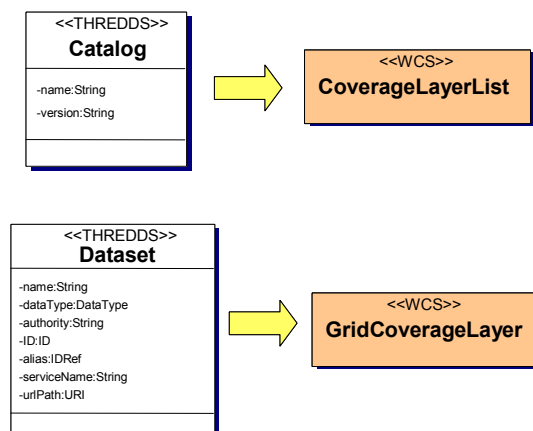 <<THREDDS>>
Catalog
-name:String
-version:String
<<WCS>>
CoverageLayerList
<<THREDDS>>
Dataset
-name:String
-dataType:DataType
-authority:String
-ID:ID
-alias:IDRef
-serviceName:String
-urlPath:URI
<<WCS>>
GridCoverageLayer